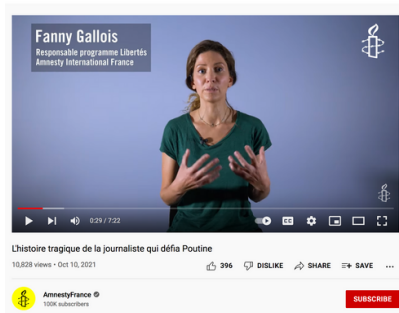 Fanny Gallois
Responsable programme Libertés
Amnesty International France
0:29 / 7:22
CC
L'histoire tragique de la journaliste qui défia Poutine
10,828 views • Oct 10, 2021
396 DISLIKE SHARE SAVE ...
AmnestyFrance
100K subscribers
SUBSCRIBE